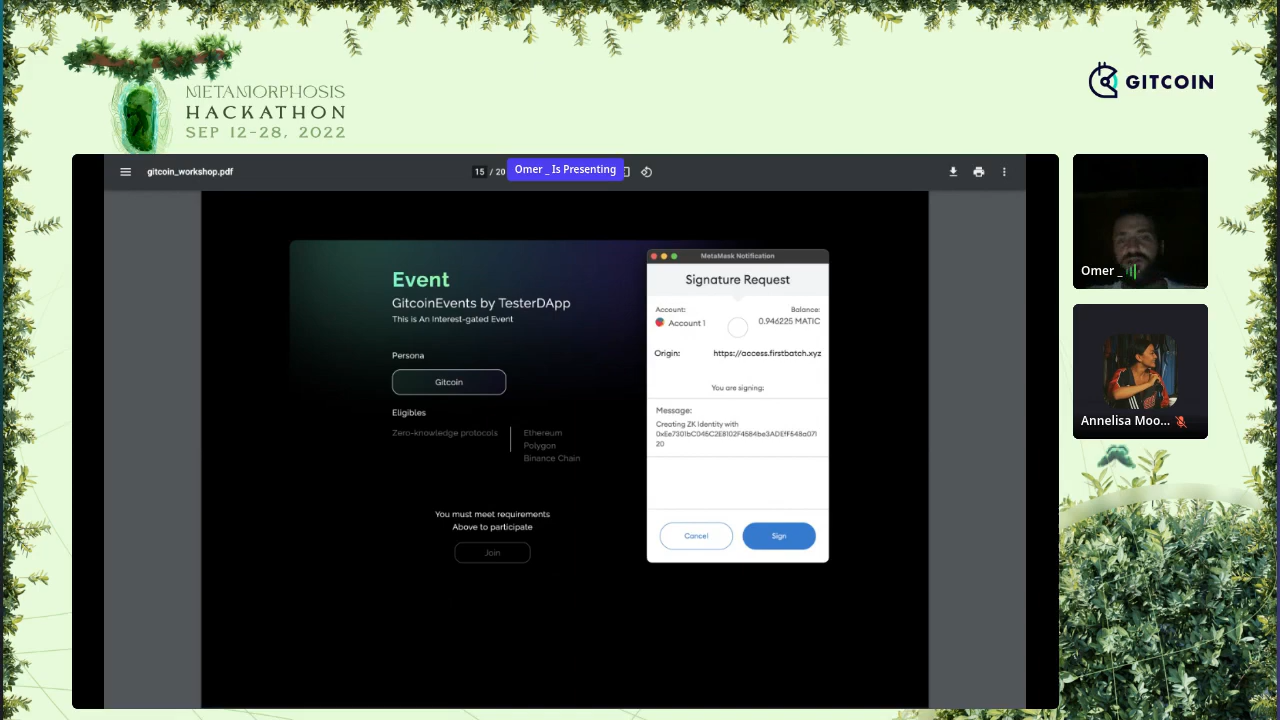 METAMORPHOSIS
HACKATHON
SEP 12-28, 2022
GITCOIN
gitcoin_workshop.pdf
15 / 20
Omer _ Is Presenting
Event
GitcoinEvents by TesterDApp
This is An Interest-gated Event
Persona
Gitcoin
Eligibles
Zero-knowledge protocols
Ethereum
Polygon
Binance Chain
You must meet requirements
Above to participate
Join
MetaMask Notification
Signature Request
Account:
Balance:
Account 1
0.946225 MATIC
Origin:
https://access.firstbatch.xyz
You are signing:
Message:
Creating ZK Identity with
20
Cancel
Sign
Omer _
Annelisa Moo...